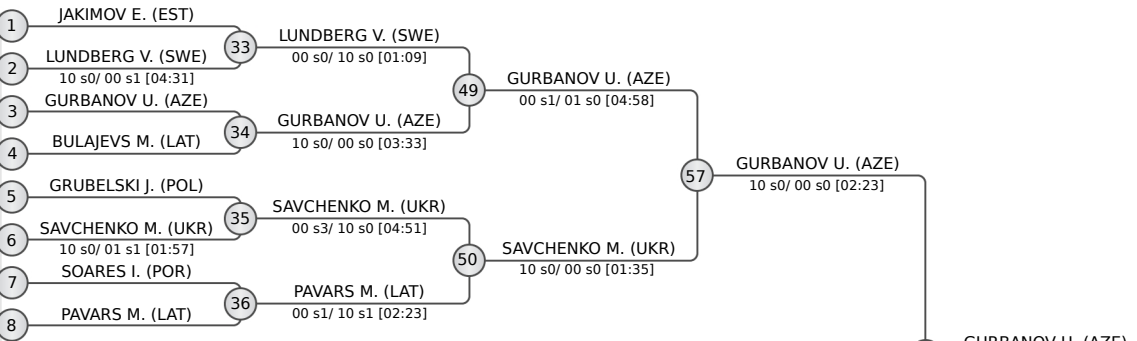 1
JAKIMOV E. (EST)
33
LUNDBERG V. (SWE)
00 s0/ 10 s0 [01:09]
2
LUNDBERG V. (SWE)
10 s0/ 00 s1 [04:31]
49
GURBANOV U. (AZE)
00 s1/ 01 s0 [04:58]
3
GURBANOV U. (AZE)
34
GURBANOV U. (AZE)
10 s0/ 00 s0 [03:33]
4
BULAJEVS M. (LAT)
57
GURBANOV U. (AZE)
10 s0/ 00 s0 [02:23]
5
GRUBELSKI J. (POL)
35
SAVCHENKO M. (UKR)
00 s3/ 10 s0 [04:51]
6
SAVCHENKO M. (UKR)
10 s0/ 01 s1 [01:57]
50
SAVCHENKO M. (UKR)
10 s0/ 00 s0 [01:35]
7
SOARES I. (POR)
36
PAVARS M. (LAT)
00 s1/ 10 s1 [02:23]
8
PAVARS M. (LAT)
GURBANOV U. (AZE)